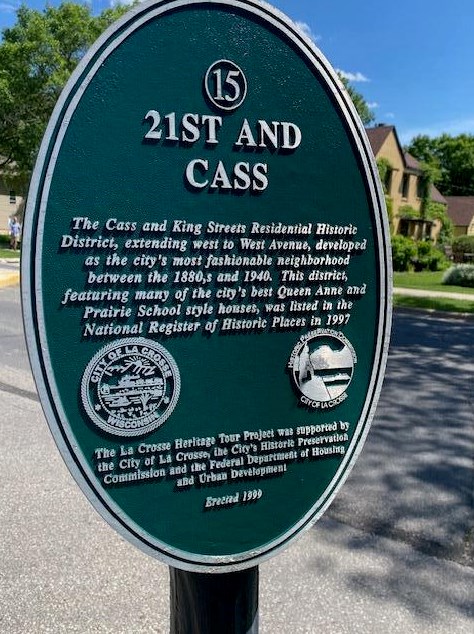 15
21ST AND
CASS
The Cass and King Streets Residential Historic
District, extending west to West Avenue, developed
as the city's most fashionable neighborhood
between the 1880,s and 1940. This district,
featuring many of the city's best Queen Anne and
Prairie School style houses, was listed in the
National Register of Historic Places in 1997
CITY OF LA CROSSE
WISCONSIN
HISTORIC PRESERVATION COMMISSION
CITY OF LA CROSSE
The La Crosse Heritage Tour Project was supported by
the City of La Crosse, the City's Historic Preservation
Commission and the Federal Department of Housing
and Urban Development
Erected 1999